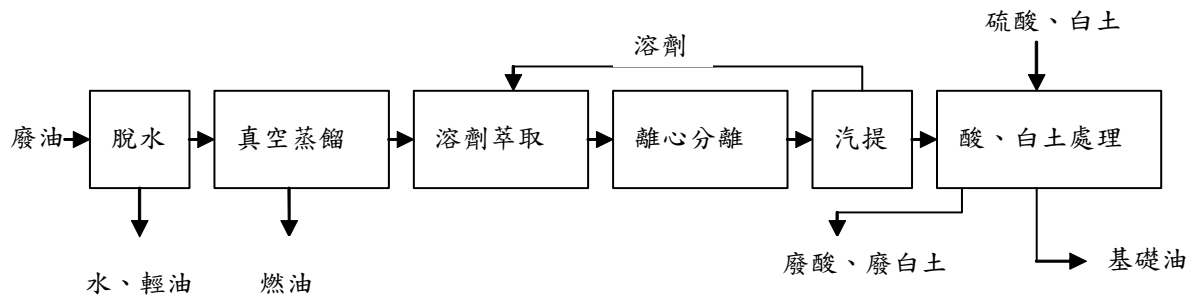 硫酸、白土
溶劑
廢油
脫水
真空蒸餾
溶劑萃取
離心分離
汽提
酸、白土處理
水、輕油
燃油
廢酸、廢白土
基礎油